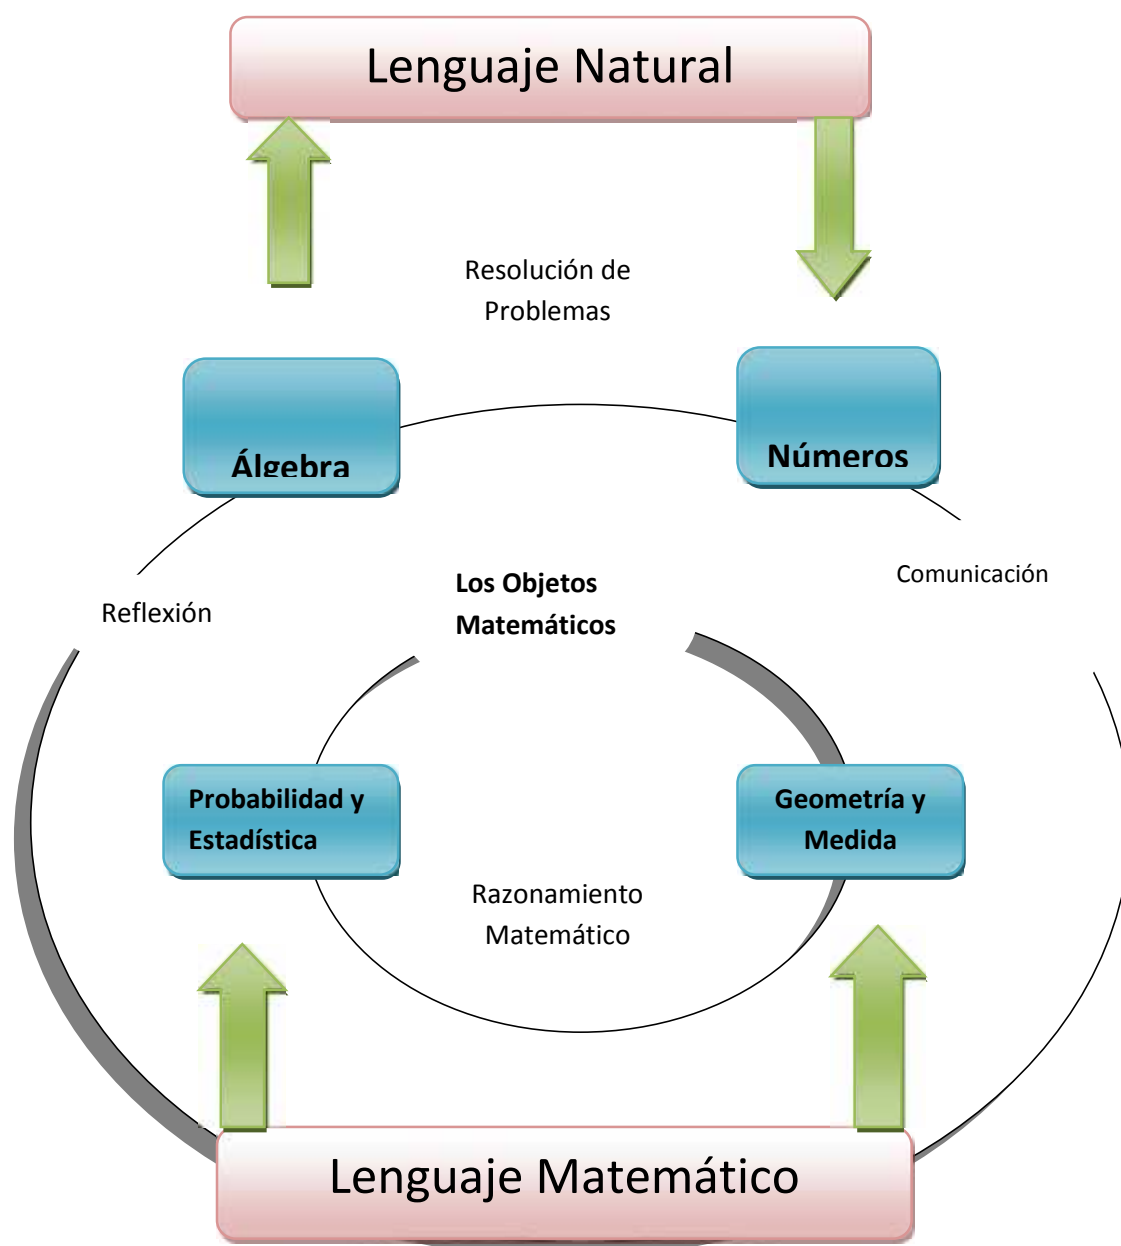 Lenguaje Natural
Resolución de
Problemas
Álgebra
Números
Los Objetos
Matemáticos
Comunicación
Reflexión
Probabilidad y
Estadística
Geometría y
Medida
Razonamiento
Matemático
Lenguaje Matemático